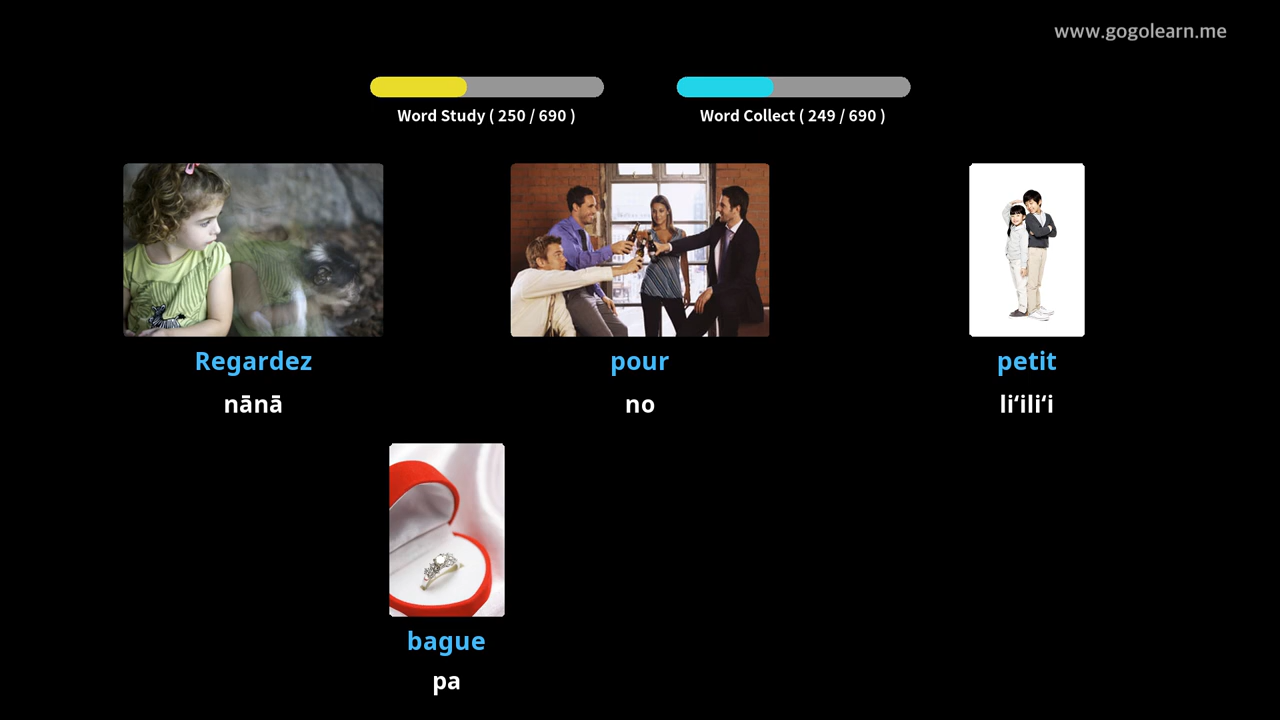 www.gogolearn.me
Word Study ( 250 / 690 )
Word Collect ( 249 / 690 )
Regardez
nānā
pour
no
petit
liʻiliʻi
bague
pa